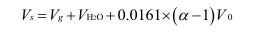 Vs = Vg + VH2O + 0.0161×(α−1)V0